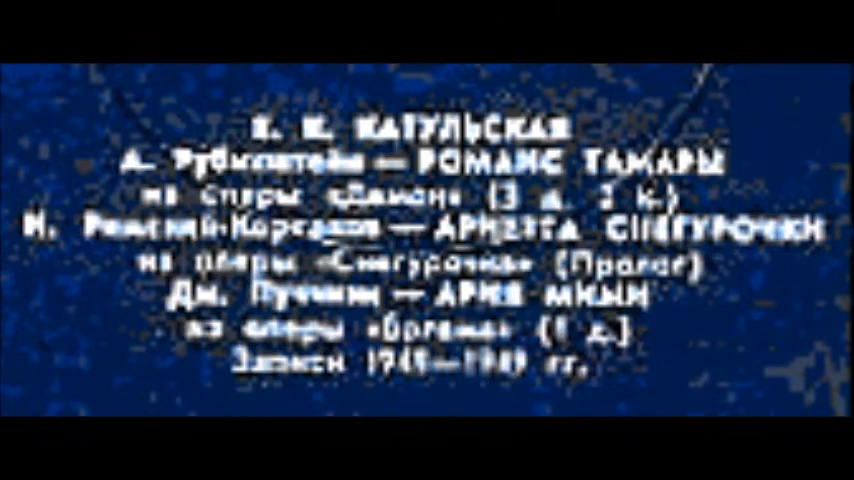 КАТУЛЬСКАЯ
А. Рубинштейн — РОМАНС ТАМАРЫ
из оперы «Демон» (3 д. к.)
Н. Римский-Корсаков — АРИЕТТА СНЕГУРОЧКИ
из оперы «Снегурочка» (Пролог)
Дж. Пуччини — АРИЯ МИМИ
из оперы «Богема» (1 д.)
Записи гг.